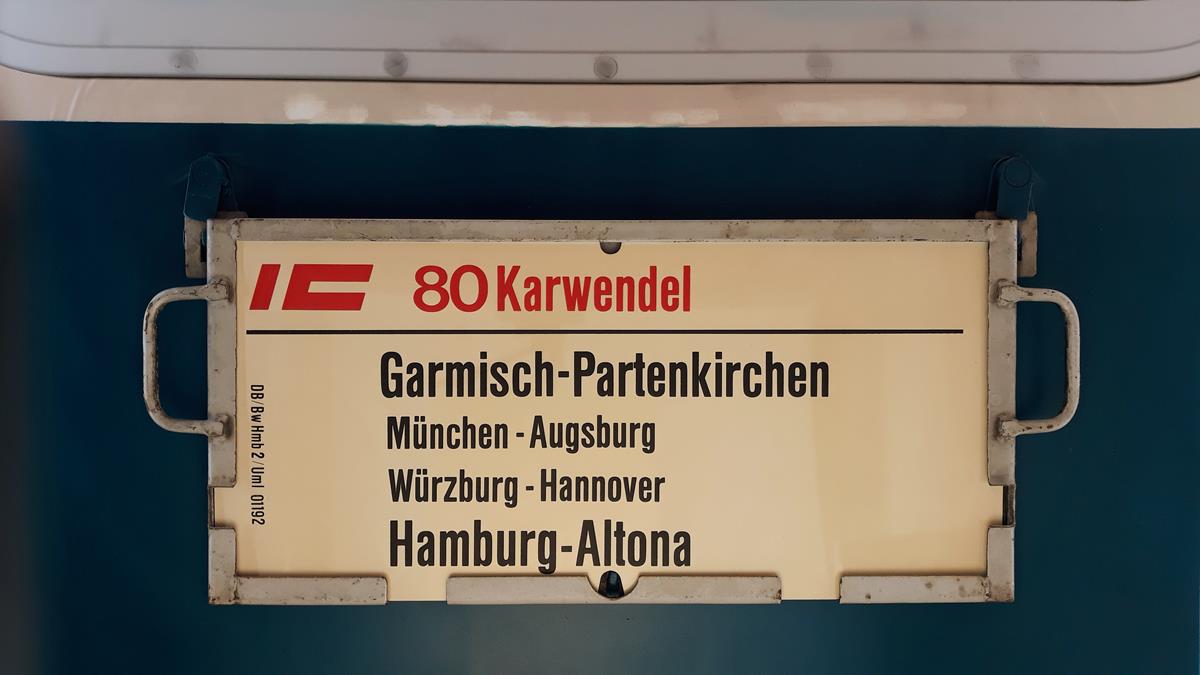 IC 80 Karwendel
Garmisch-Partenkirchen
München - Augsburg
Würzburg - Hannover
Hamburg-Altona
DB/Bw Hmb 2/Uml 01192